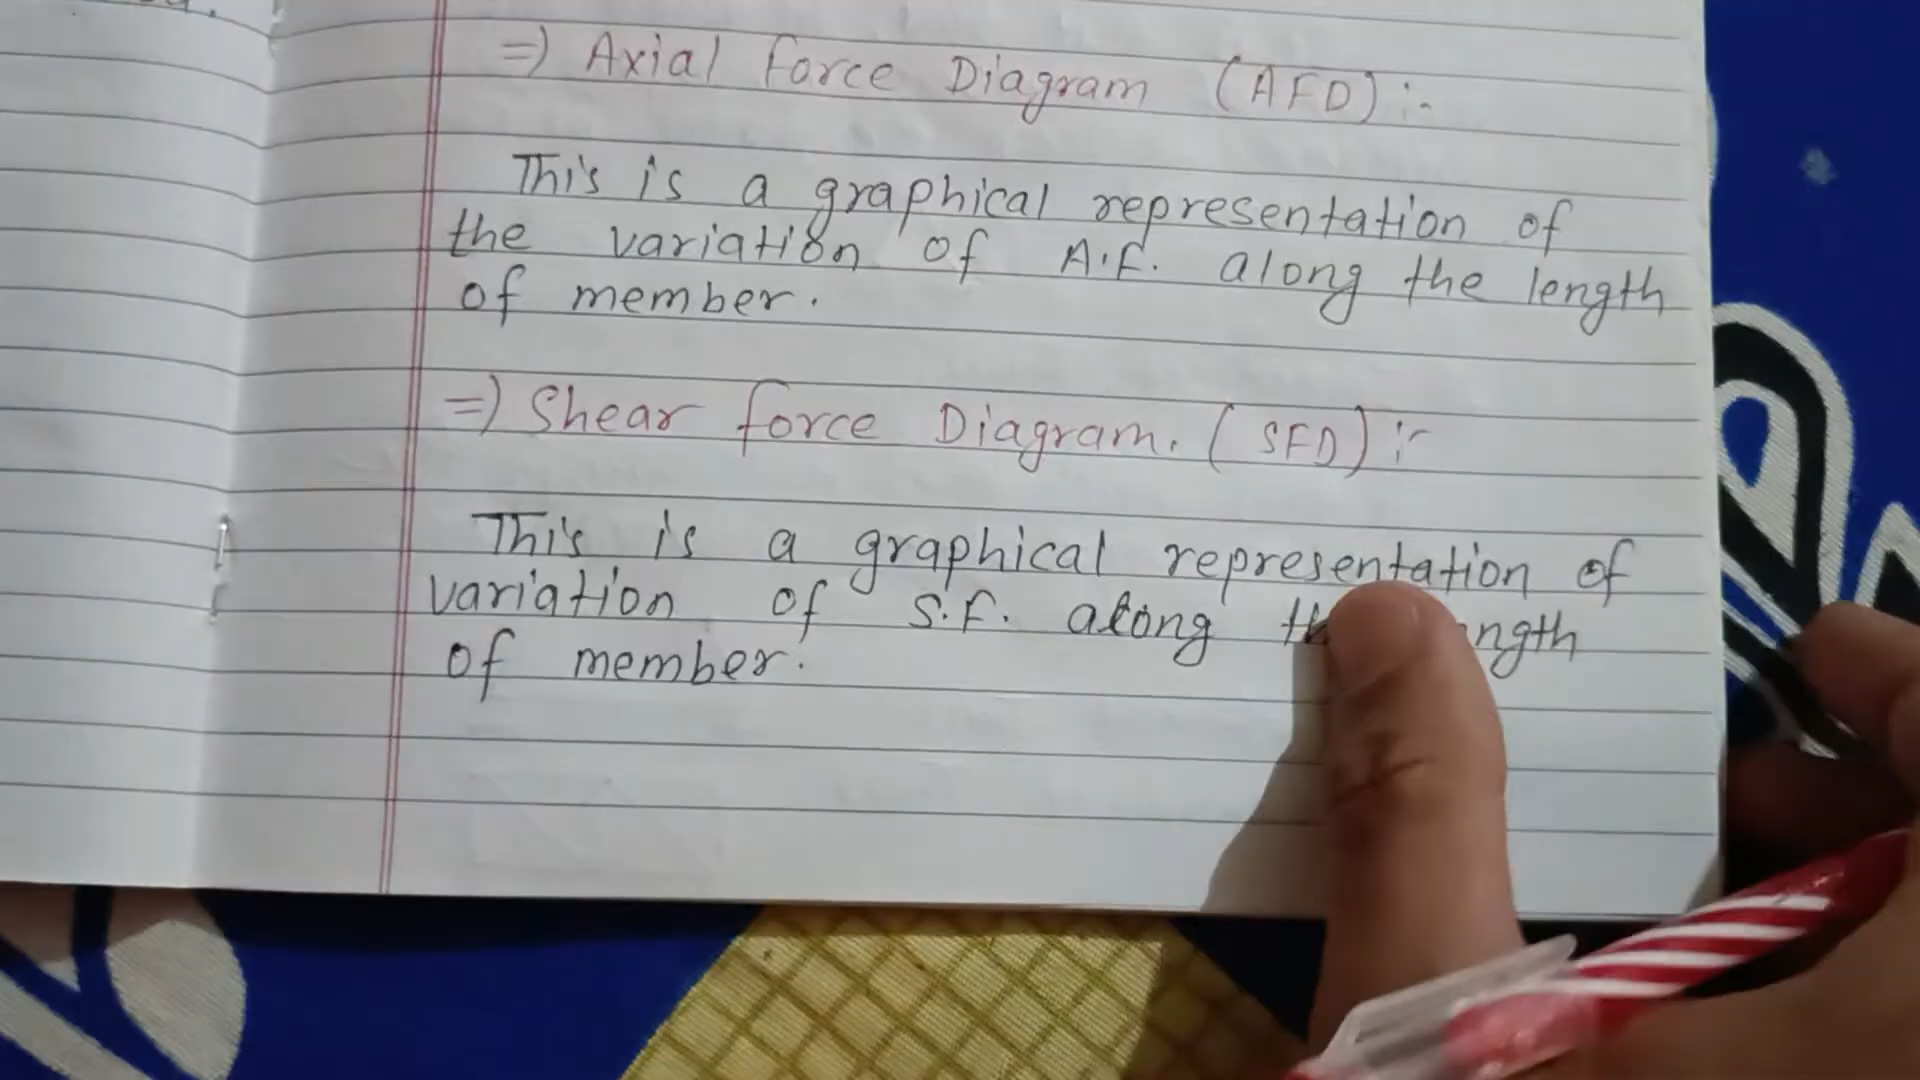 =) Axial Force Diagram (AFD) :-
This is a graphical representation of
the variation of A.F. along the length
of member.
=) Shear force Diagram. (SFD) :-
This is a graphical representation of
variation of S.F. along
of member.